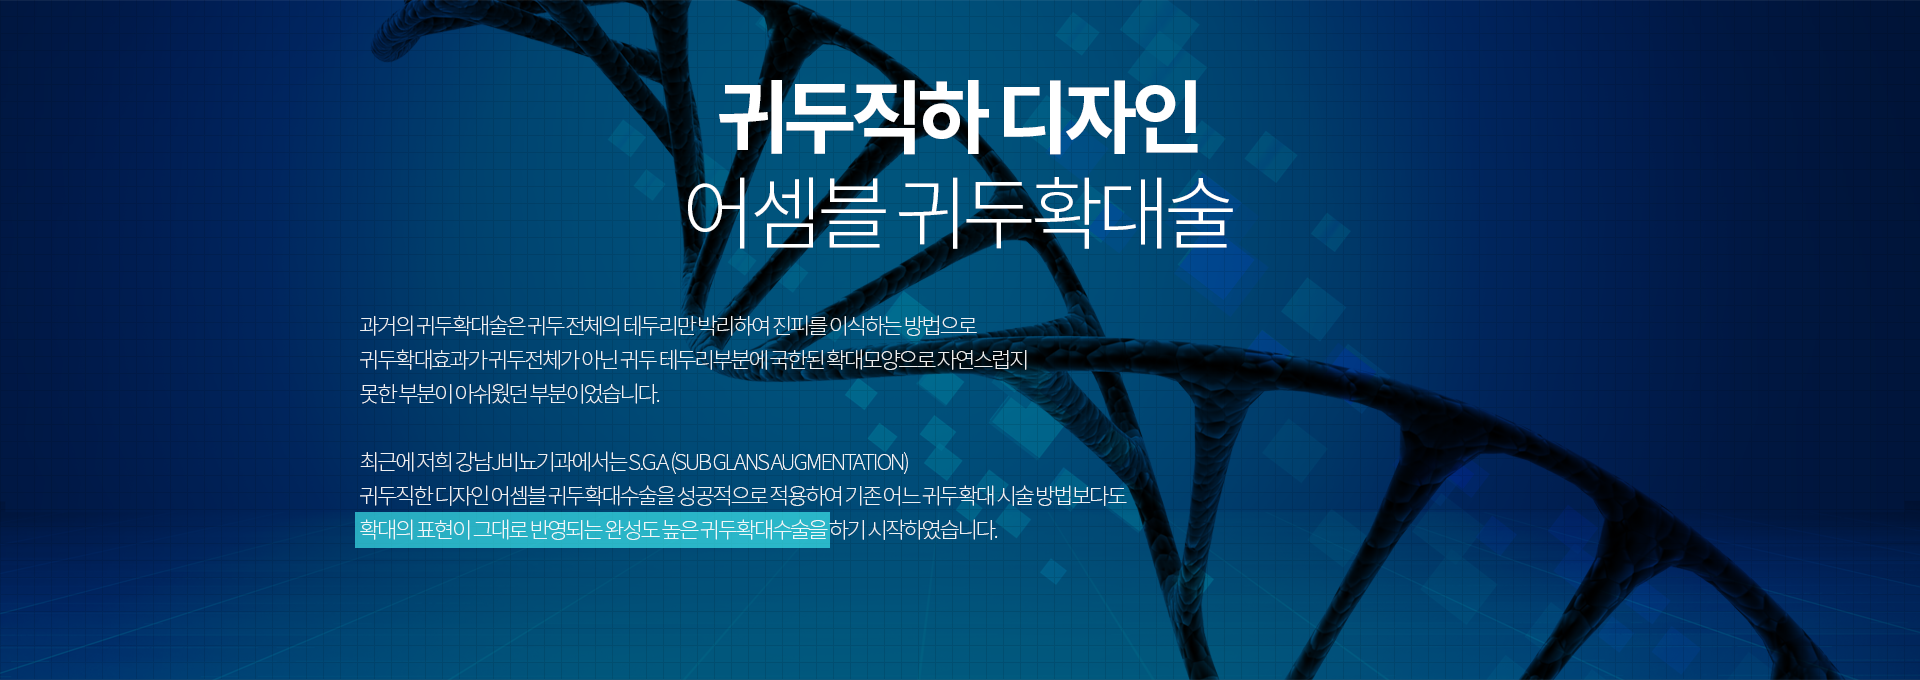 귀두직하 디자인
어셈블 귀두확대술
과거의 귀두확대술은 귀두 전체의 테두리만 박리하여 진피를 이식하는 방법으로
귀두확대효과가 귀두전체가 아닌 귀두 테두리부분에 국한된 확대모양으로 자연스럽지
못한 부분이 아쉬웠던 부분이었습니다.
최근에 저희 강남J비뇨기과에서는 S.G.A (SUB GLANS AUGMENTATION)
귀두직한 디자인 어셈블 귀두확대수술을 성공적으로 적용하여 기존 어느 귀두확대 시술 방법보다도
확대의 표현이 그대로 반영되는 완성도 높은 귀두확대수술을 하기 시작하였습니다.